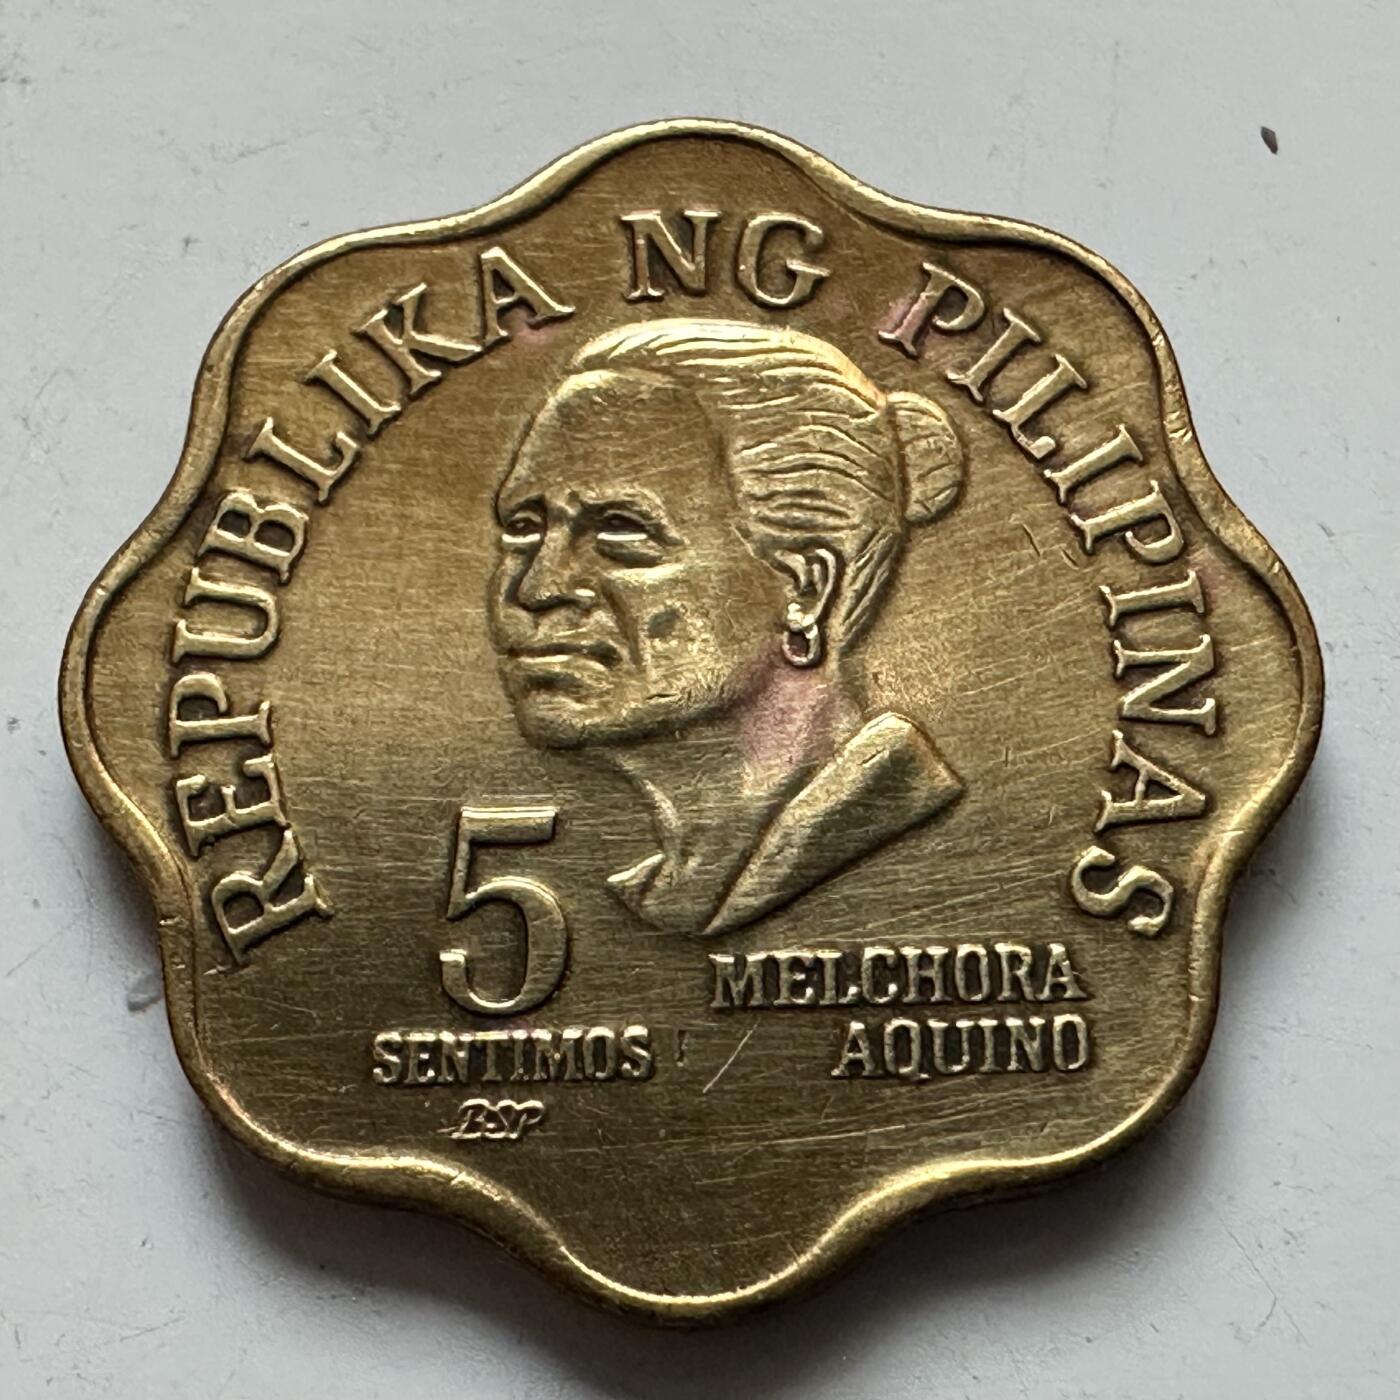 REPUBLIKA NG PILIPINAS
5
SENTIMOS
BSP
MELCHORA
AQUINO